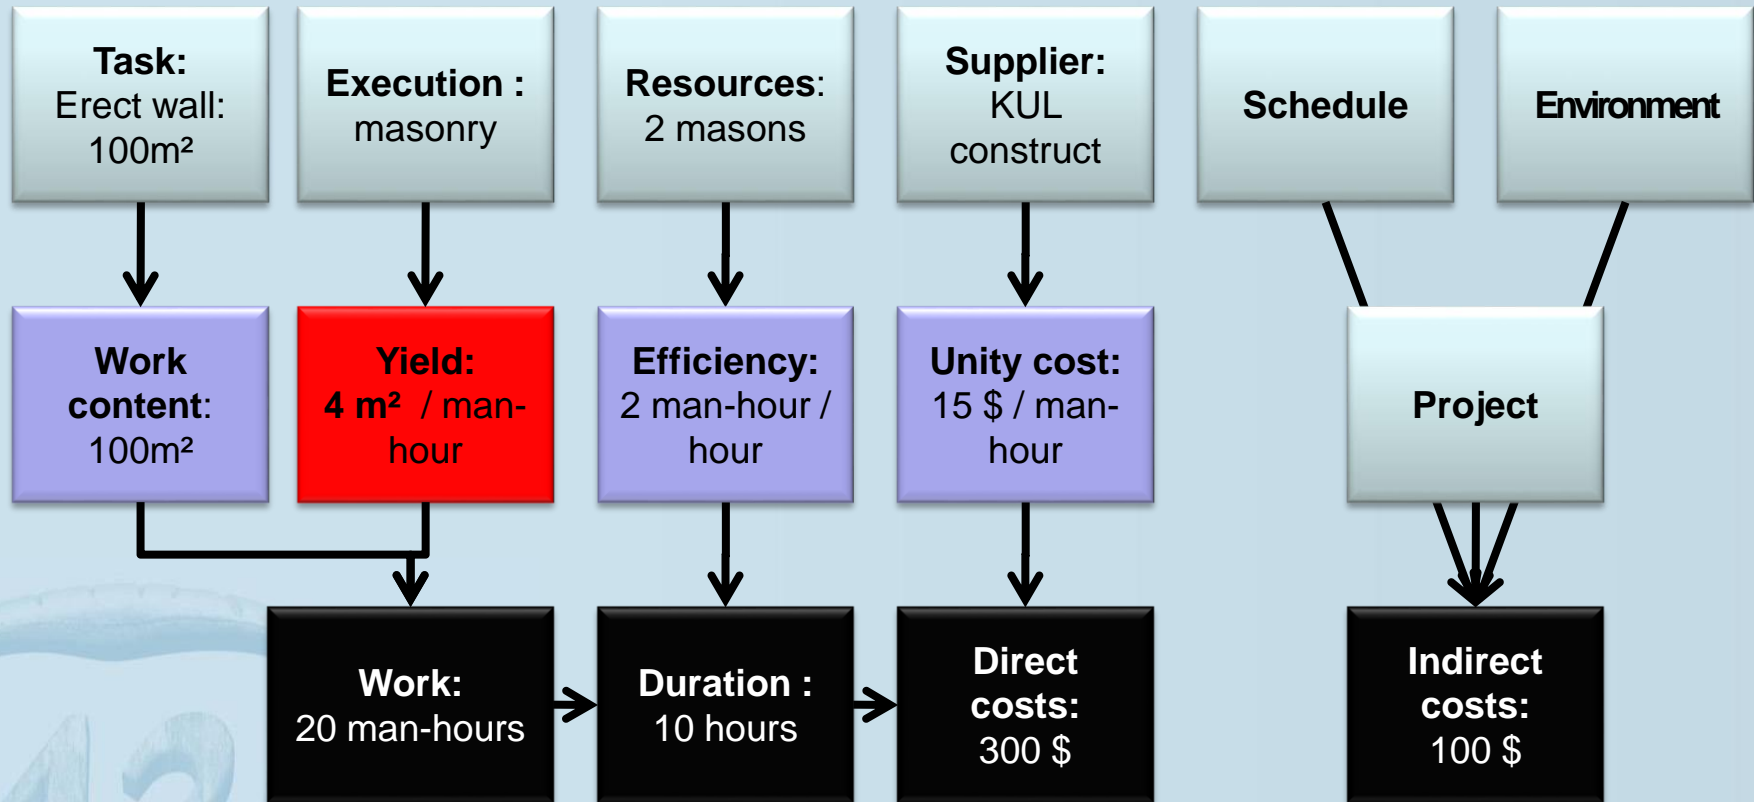 Task:
Erect wall:
100m²
Execution :
masonry
Resources:
2 masons
Supplier:
KUL
construct
Schedule
Environment
Work
content:
100m²
Yield:
4 m² / man-
hour
Efficiency:
2 man-hour /
hour
Unity cost:
15 $ / man-
hour
Project
Work:
20 man-hours
Duration :
10 hours
Direct
costs:
300 $
Indirect
costs:
100 $
12